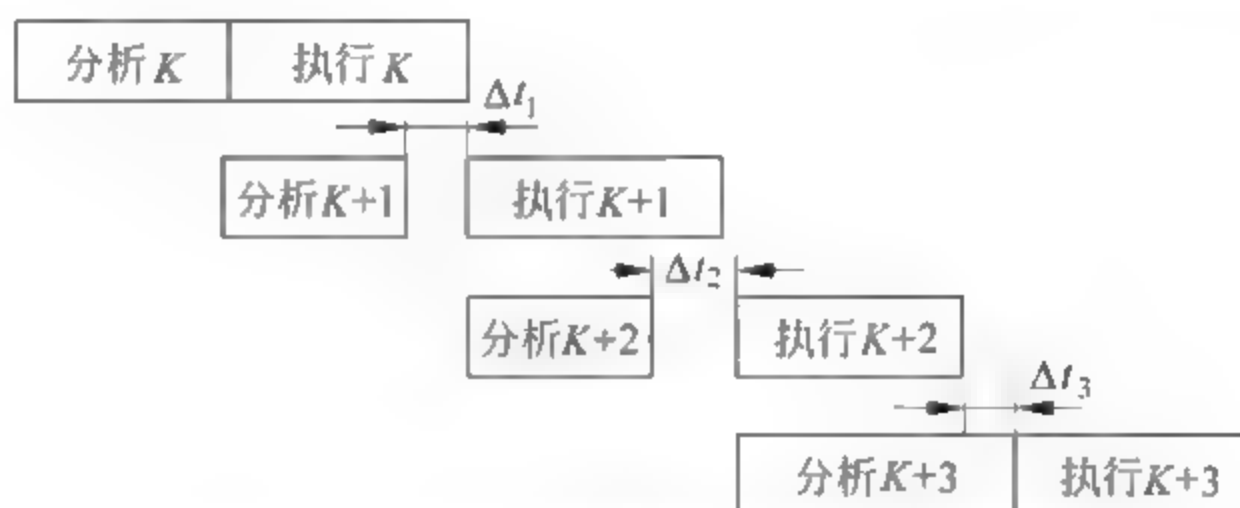 分析K 执行K
Δt₁
分析K+1 执行K+1
Δt₂
分析K+2 执行K+2
Δt₃
分析K+3 执行K+3